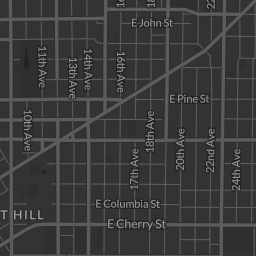 E John St
11th Ave
13th Ave
14th Ave
16th Ave
E Pine St
10th Ave
18th Ave
17th Ave
20th Ave
22nd Ave
24th Ave
E Columbia St
T HILL
E Cherry St